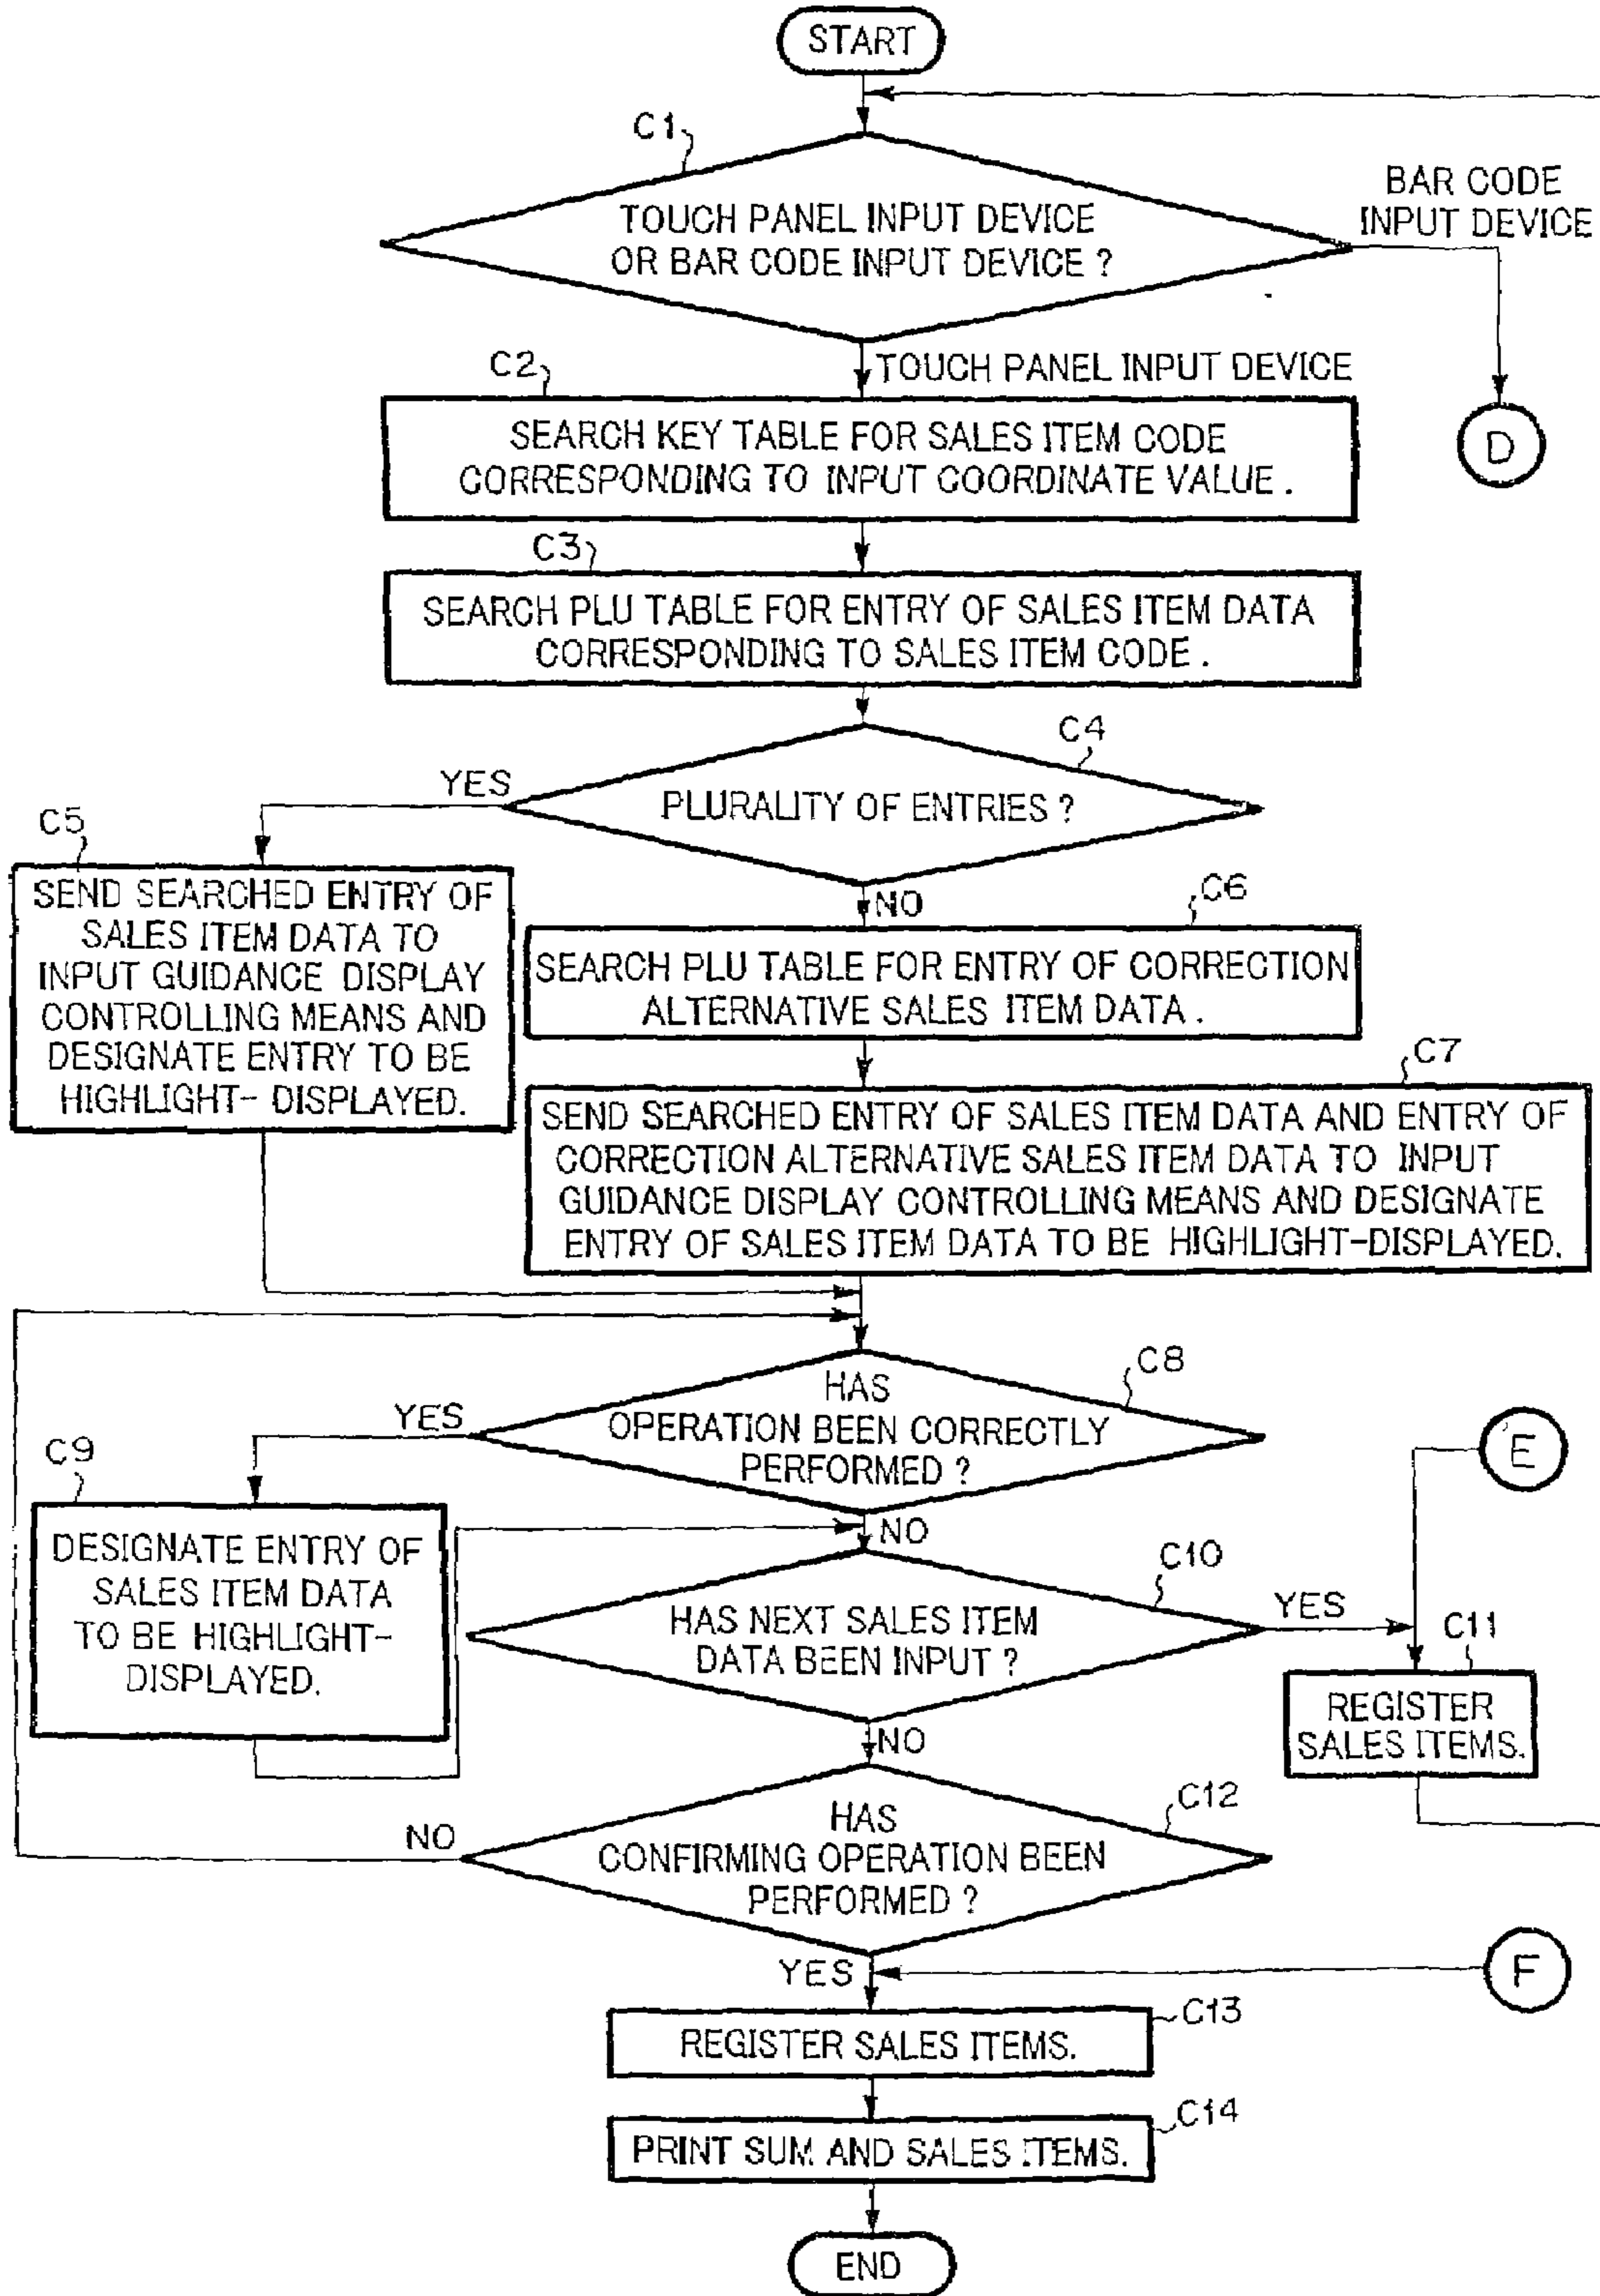 START
C1
TOUCH PANEL INPUT DEVICE
OR BAR CODE INPUT DEVICE ?
BAR CODE
INPUT DEVICE
D
TOUCH PANEL INPUT DEVICE
C2
SEARCH KEY TABLE FOR SALES ITEM CODE
CORRESPONDING TO INPUT COORDINATE VALUE.
C3
SEARCH PLU TABLE FOR ENTRY OF SALES ITEM DATA
CORRESPONDING TO SALES ITEM CODE.
C4
PLURALITY OF ENTRIES ?
YES
C5
SEND SEARCHED ENTRY OF
SALES ITEM DATA TO
INPUT GUIDANCE DISPLAY
CONTROLLING MEANS AND
DESIGNATE ENTRY TO BE
HIGHLIGHT- DISPLAYED.
NO
C6
SEARCH PLU TABLE FOR ENTRY OF CORRECTION
ALTERNATIVE SALES ITEM DATA.
C7
SEND SEARCHED ENTRY OF SALES ITEM DATA AND ENTRY OF
CORRECTION ALTERNATIVE SALES ITEM DATA TO INPUT
GUIDANCE DISPLAY CONTROLLING MEANS AND DESIGNATE
ENTRY OF SALES ITEM DATA TO BE HIGHLIGHT-DISPLAYED.
C8
HAS
OPERATION BEEN CORRECTLY
PERFORMED ?
YES
C9
DESIGNATE ENTRY OF
SALES ITEM DATA
TO BE HIGHLIGHT-
DISPLAYED.
NO
C10
HAS NEXT SALES ITEM
DATA BEEN INPUT ?
YES
E
C11
REGISTER
SALES ITEMS.
NO
C12
HAS
CONFIRMING OPERATION BEEN
PERFORMED ?
NO
YES
F
C13
REGISTER SALES ITEMS.
C14
PRINT SUM AND SALES ITEMS.
END